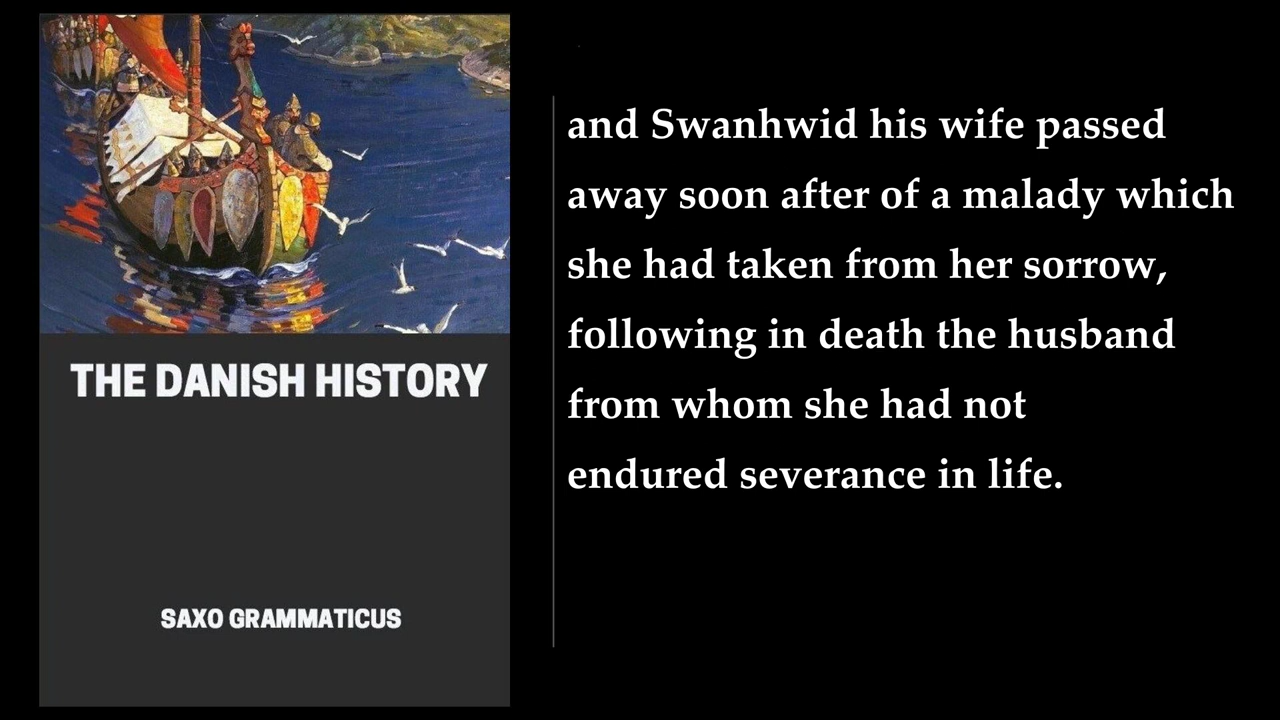 THE DANISH HISTORY
SAXO GRAMMATICUS
and Swanhwid his wife passed
away soon after of a malady which
she had taken from her sorrow,
following in death the husband
from whom she had not
endured severance in life.